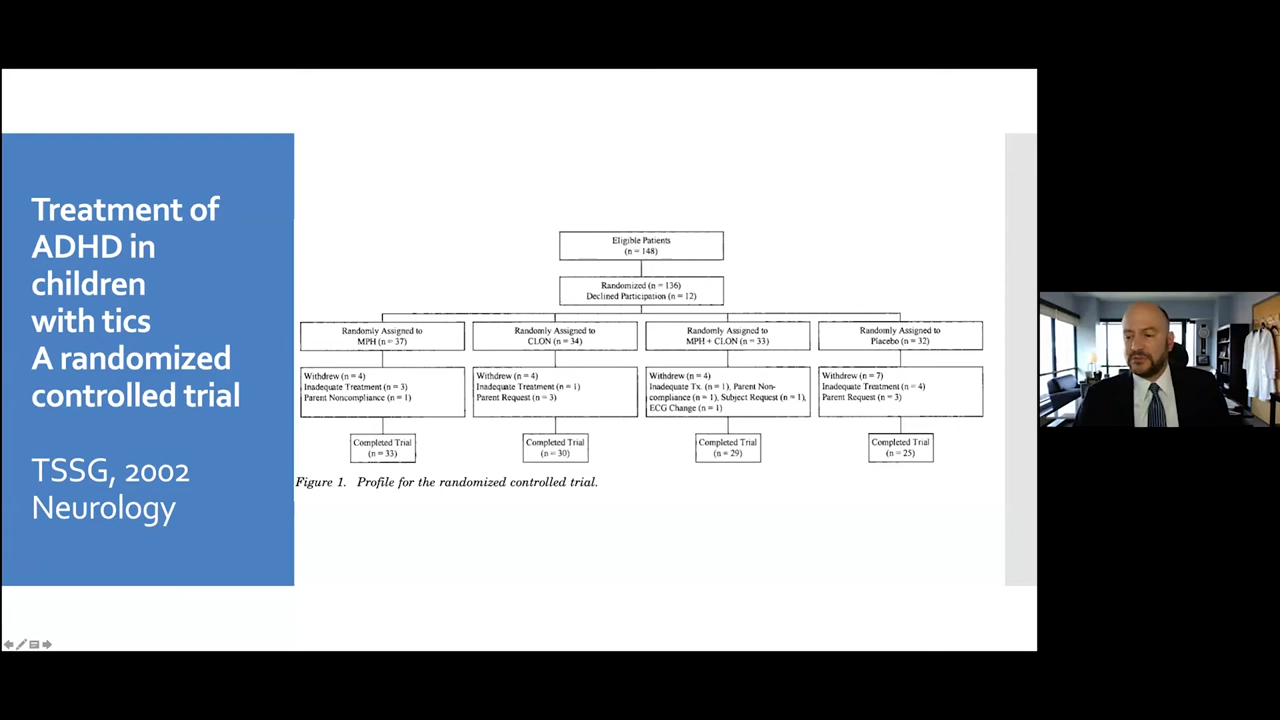 Treatment of
ADHD in
children
with tics
A randomized
controlled trial
TSSG, 2002
Neurology
Eligible Patients
(n = 148)
Randomized (n = 136)
Declined Participation (n = 12)
Randomly Assigned to
MPH (n = 37)
Randomly Assigned to
CLON (n = 34)
Randomly Assigned to
MPH + CLON (n = 33)
Randomly Assigned to
Placebo (n = 32)
Withdrew (n = 4)
Inadequate Treatment (n = 3)
Parent Noncompliance (n = 1)
Withdrew (n = 4)
Inadequate Treatment (n = 1)
Parent Request (n = 3)
Withdrew (n = 4)
Inadequate Tx. (n = 1), Parent Non-
compliance (n = 1), Subject Request (n = 1),
ECG Change (n = 1)
Withdrew (n = 7)
Inadequate Treatment (n = 4)
Parent Request (n = 3)
Completed Trial
(n = 33)
Completed Trial
(n = 30)
Completed Trial
(n = 29)
Completed Trial
(n = 25)
Figure 1. Profile for the randomized controlled trial.